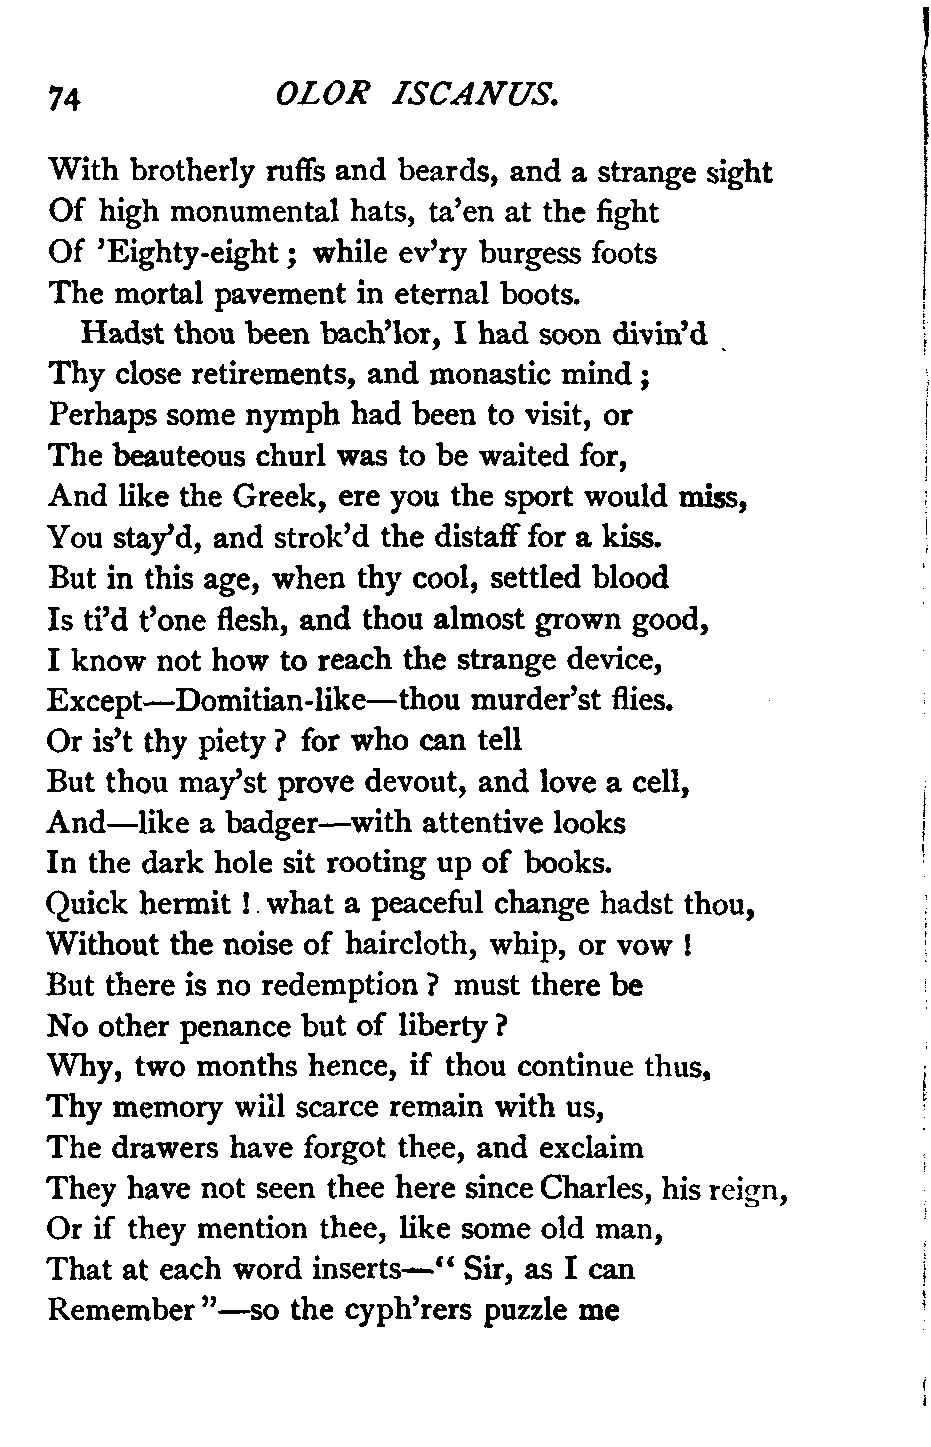 74 OLOR ISCANUS.
With brotherly ruffs and beards, and a strange sight
Of high monumental hats, ta’en at the fight
Of ’Eighty-eight ; while ev’ry burgess foots
The mortal pavement in eternal boots.
Hadst thou been bach’lor, I had soon divin’d
Thy close retirements, and monastic mind ;
Perhaps some nymph had been to visit, or
The beauteous churl was to be waited for,
And like the Greek, ere you the sport would miss,
You stay’d, and strok’d the distaff for a kiss.
But in this age, when thy cool, settled blood
Is ti’d t’one flesh, and thou almost grown good,
I know not how to reach the strange device,
Except—Domitian-like—thou murder’st flies.
Or is’t thy piety ? for who can tell
But thou may’st prove devout, and love a cell,
And—like a badger—with attentive looks
In the dark hole sit rooting up of books.
Quick hermit ! what a peaceful change hadst thou,
Without the noise of haircloth, whip, or vow !
But there is no redemption ? must there be
No other penance but of liberty ?
Why, two months hence, if thou continue thus,
Thy memory will scarce remain with us,
The drawers have forgot thee, and exclaim
They have not seen thee here since Charles, his reign,
Or if they mention thee, like some old man,
That at each word inserts—“ Sir, as I can
Remember ”—so the cyph’rers puzzle me